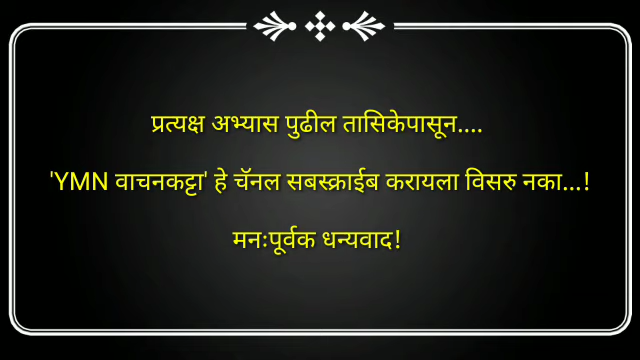 प्रत्यक्ष अभ्यास पुढील तासिकेपासून....
'YMN वाचनकट्टा' हे चॅनल सबस्क्राईब करायला विसरु नका...!
मनःपूर्वक धन्यवाद!